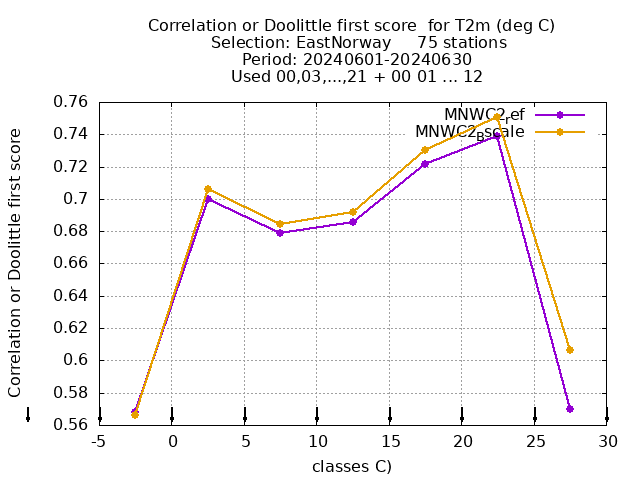 Correlation or Doolittle first score  for T2m (deg C)
Selection: EastNorway     75 stations
Period: 20240601-20240630
Used 00,03,...,21 + 00 01 ... 12
MNWC2ref
MNWC2Bscale
Correlation or Doolittle first score
0.76
0.74
0.72
0.7
0.68
0.66
0.64
0.62
0.6
0.58
0.56
-5 0 5 10 15 20 25 30
classes C)